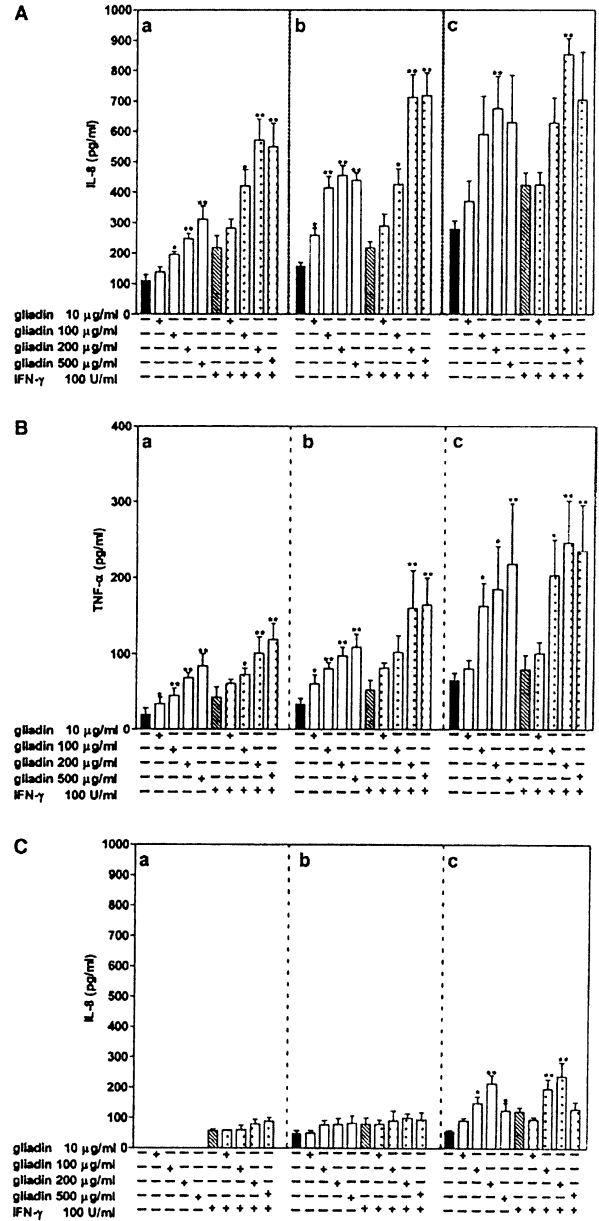 A
a b c
1000
900
800
700
600
500
400
300
200
100
0
IL-8 (pg/ml)
gliadin 10 µg/ml
gliadin 100 µg/ml
gliadin 200 µg/ml
gliadin 500 µg/ml
IFN-γ 100 U/ml
B
a b c
400
300
200
100
0
TNF-α (pg/ml)
gliadin 10 µg/ml
gliadin 100 µg/ml
gliadin 200 µg/ml
gliadin 500 µg/ml
IFN-γ 100 U/ml
C
a b c
1000
900
800
700
600
500
400
300
200
100
0
IL-8 (pg/ml)
gliadin 10 µg/ml
gliadin 100 µg/ml
gliadin 200 µg/ml
gliadin 500 µg/ml
IFN-γ 100 U/ml